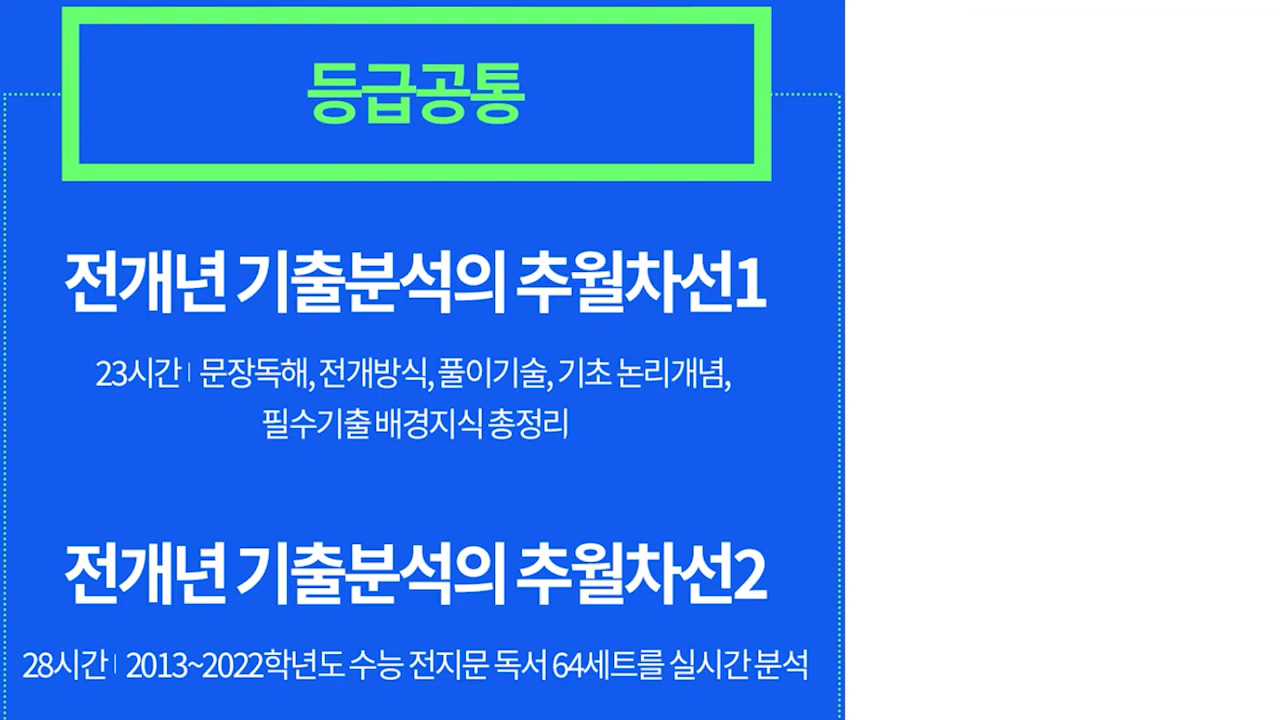 등급공통
전개년 기출분석의 추월차선1
23시간 | 문장독해, 전개방식, 풀이기술, 기초 논리개념,
필수기출 배경지식 총정리
전개년 기출분석의 추월차선2
28시간 | 2013~2022학년도 수능 전지문 독서 64세트를 실시간 분석